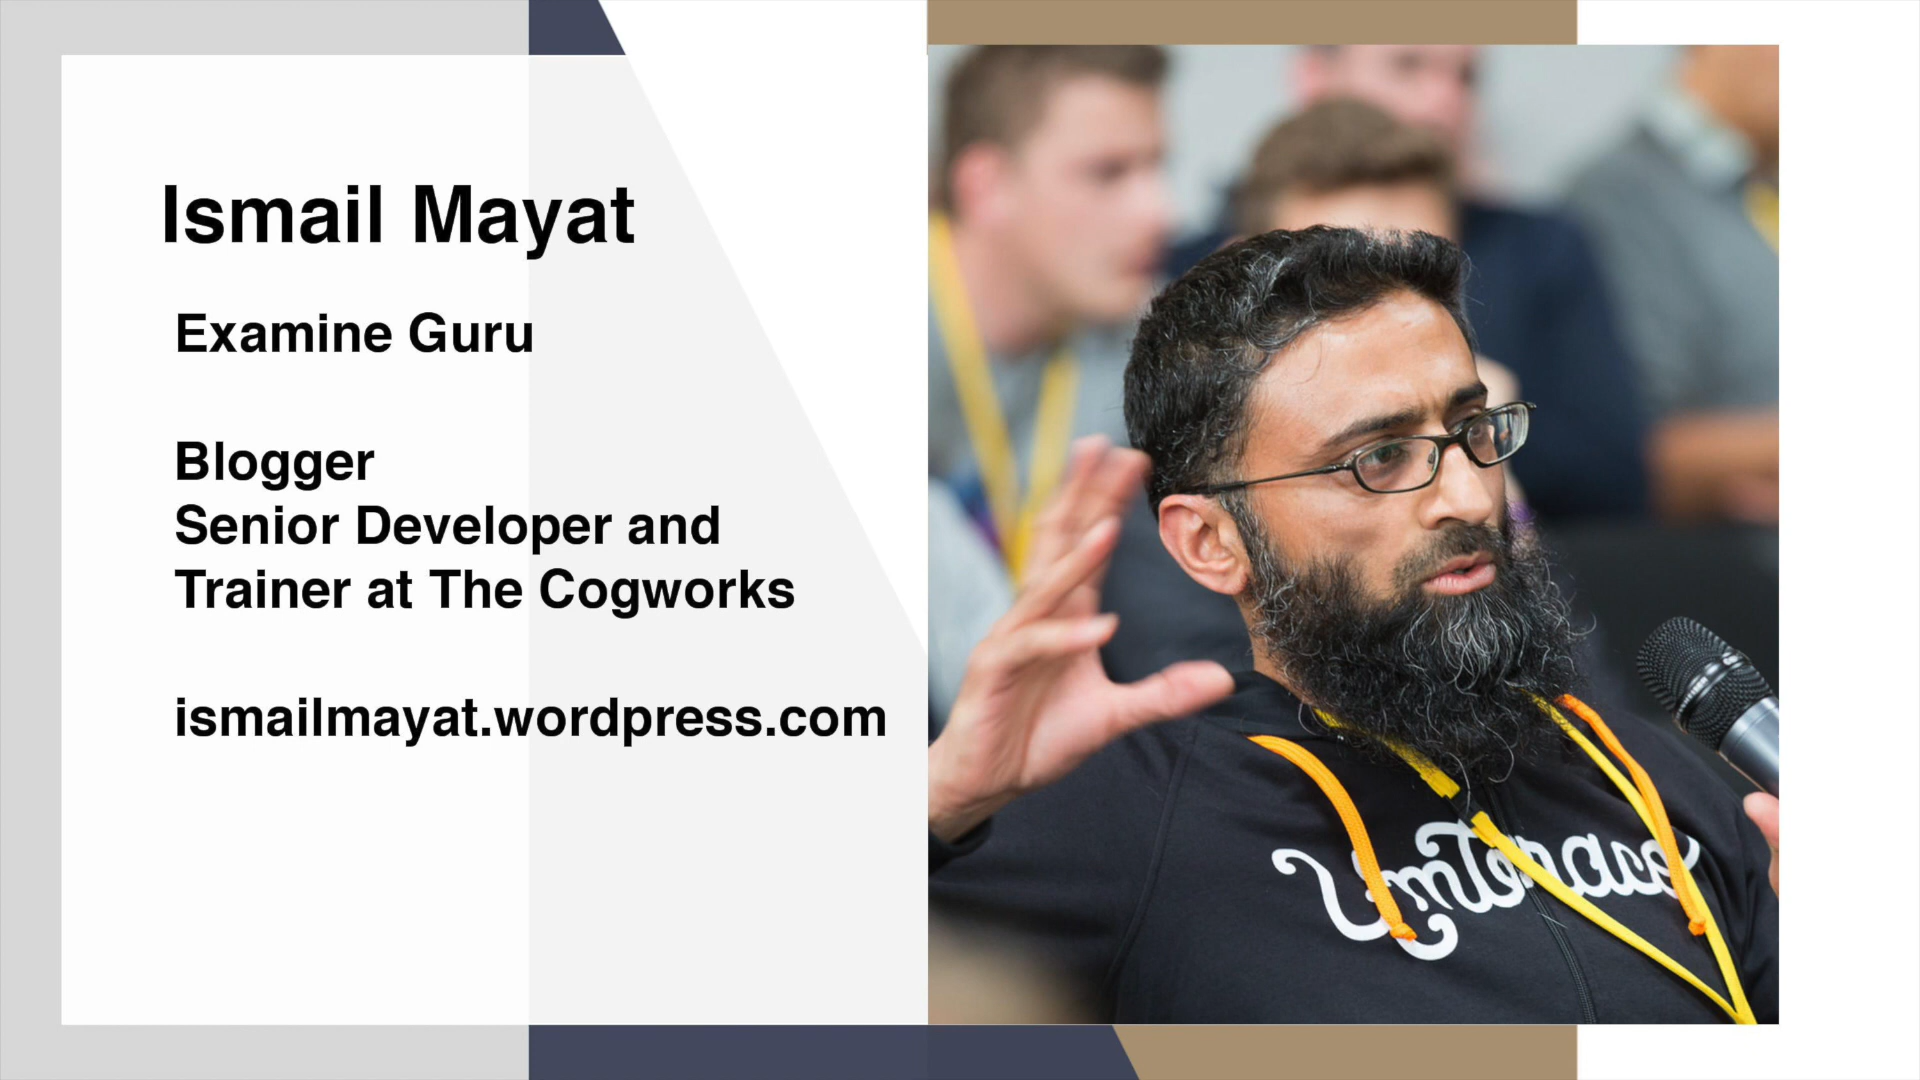 Ismail Mayat
Examine Guru
Blogger
Senior Developer and
Trainer at The Cogworks
ismailmayat.wordpress.com